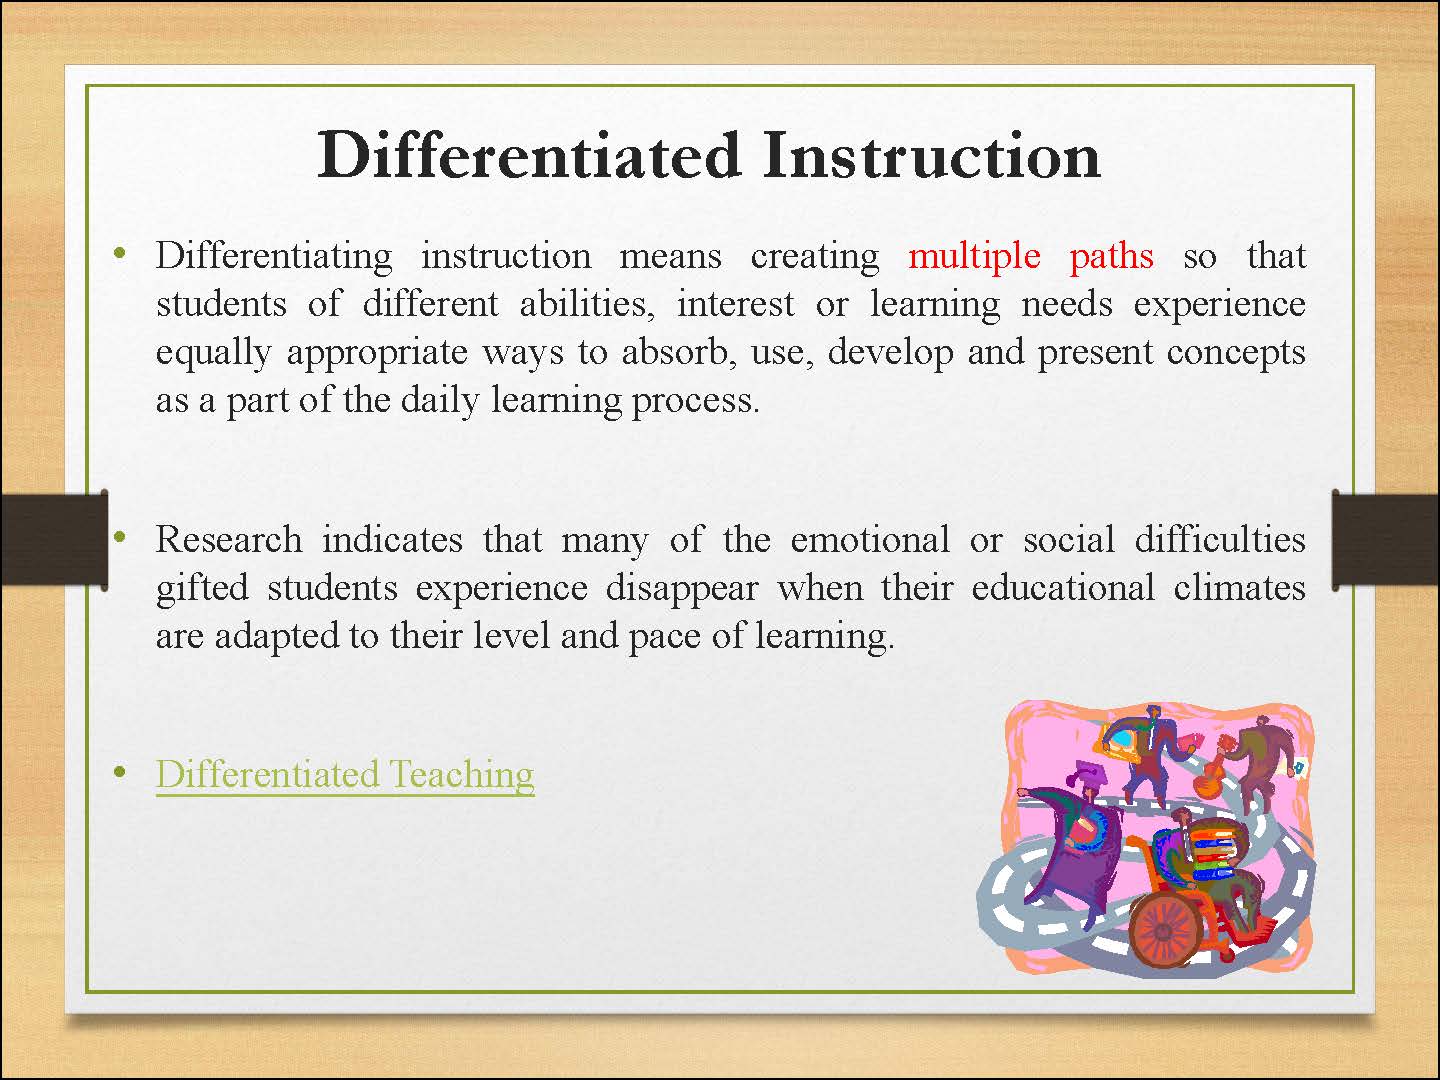 Differentiated Instruction
• Differentiating instruction means creating multiple paths so that
students of different abilities, interest or learning needs experience
equally appropriate ways to absorb, use, develop and present concepts
as a part of the daily learning process.
• Research indicates that many of the emotional or social difficulties
gifted students experience disappear when their educational climates
are adapted to their level and pace of learning.
• Differentiated Teaching